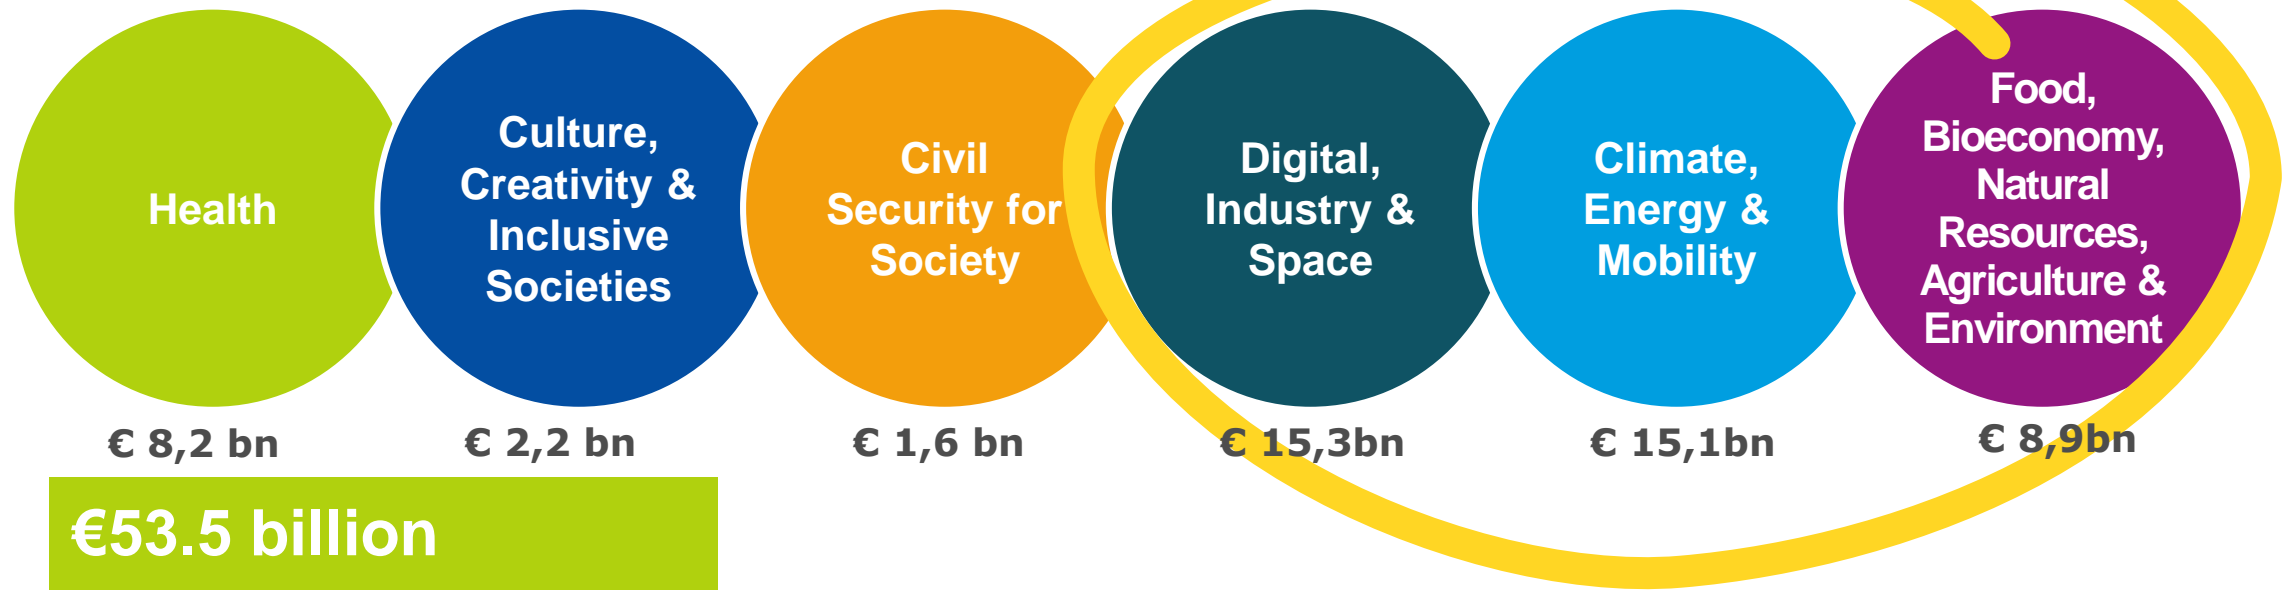 Health
Culture,
Creativity &
Inclusive
Societies
Civil
Security for
Society
Digital,
Industry &
Space
Climate,
Energy &
Mobility
Food,
Bioeconomy,
Natural
Resources,
Agriculture &
Environment
€ 8,2 bn
€ 2,2 bn
€ 1,6 bn
€ 15,3bn
€ 15,1bn
€ 8,9bn
€53.5 billion